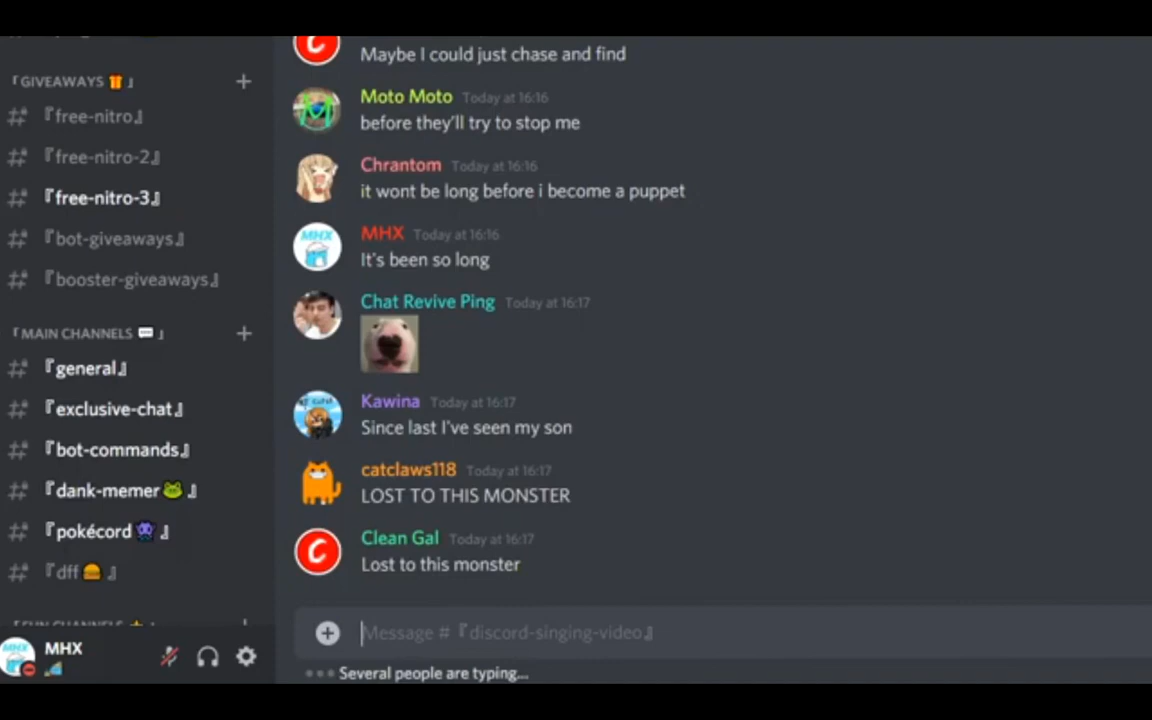 『GIVEAWAYS 』
『free-nitro』
『free-nitro-2』
『free-nitro-3』
『bot-giveaways』
『booster-giveaways』
『MAIN CHANNELS 💬 』
『general』
『exclusive-chat』
『bot-commands』
『dank-memer🐸 』
『pokécord👾 』
『dff🍔 』
MHX
Maybe I could just chase and find
Moto Moto Today at 16:16
before they'll try to stop me
Chrantom Today at 16:16
it wont be long before i become a puppet
MHX Today at 16:16
It's been so long
Chat Revive Ping Today at 16:17
Kawina Today at 16:17
Since last I've seen my son
catclaws118 Today at 16:17
LOST TO THIS MONSTER
Clean Gal Today at 16:17
Lost to this monster
Message #『discord-singing-video』
Several people are typing...